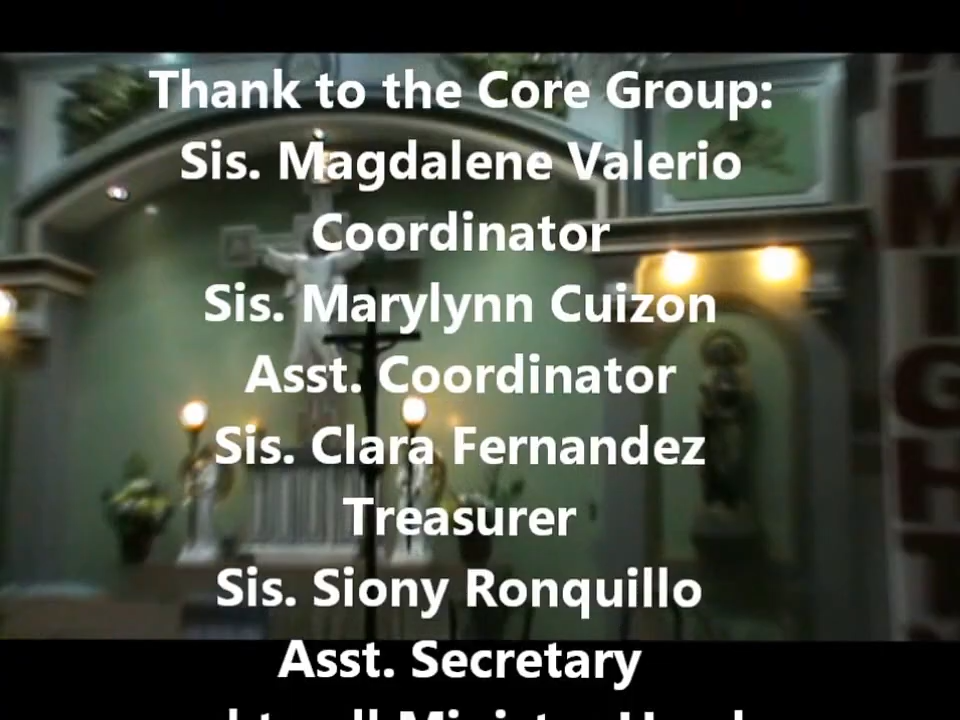 Thank to the Core Group:
Sis. Magdalene Valerio
Coordinator
Sis. Marylynn Cuizon
Asst. Coordinator
Sis. Clara Fernandez
Treasurer
Sis. Siony Ronquillo
Asst. Secretary